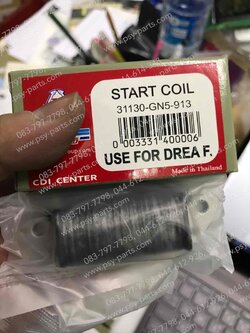 START COIL
31130-GN5-913
0 003331 400006
USE FOR DREA F.
CDI CENTER
Made in Thailand
www.psy-parts.com
083-797-7798, 044-614